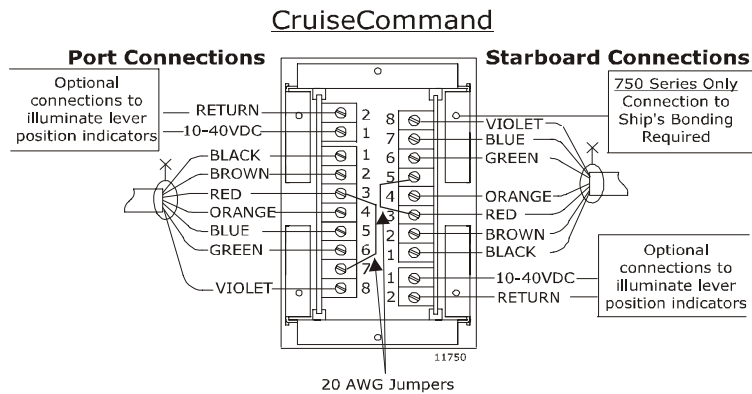 CruiseCommand
Port Connections
Starboard Connections
Optional
connections to
illuminate lever
position indicators
750 Series Only
Connection to
Ship's Bonding
Required
RETURN 2
10-40VDC 1
BLACK 1
BROWN 2
RED 3
ORANGE 4
BLUE 5
GREEN 6
7
VIOLET 8
8 VIOLET
7 BLUE
6 GREEN
5
4 ORANGE
3 RED
2 BROWN
1 BLACK
1 10-40VDC
2 RETURN
Optional
connections to
illuminate lever
position indicators
11750
20 AWG Jumpers